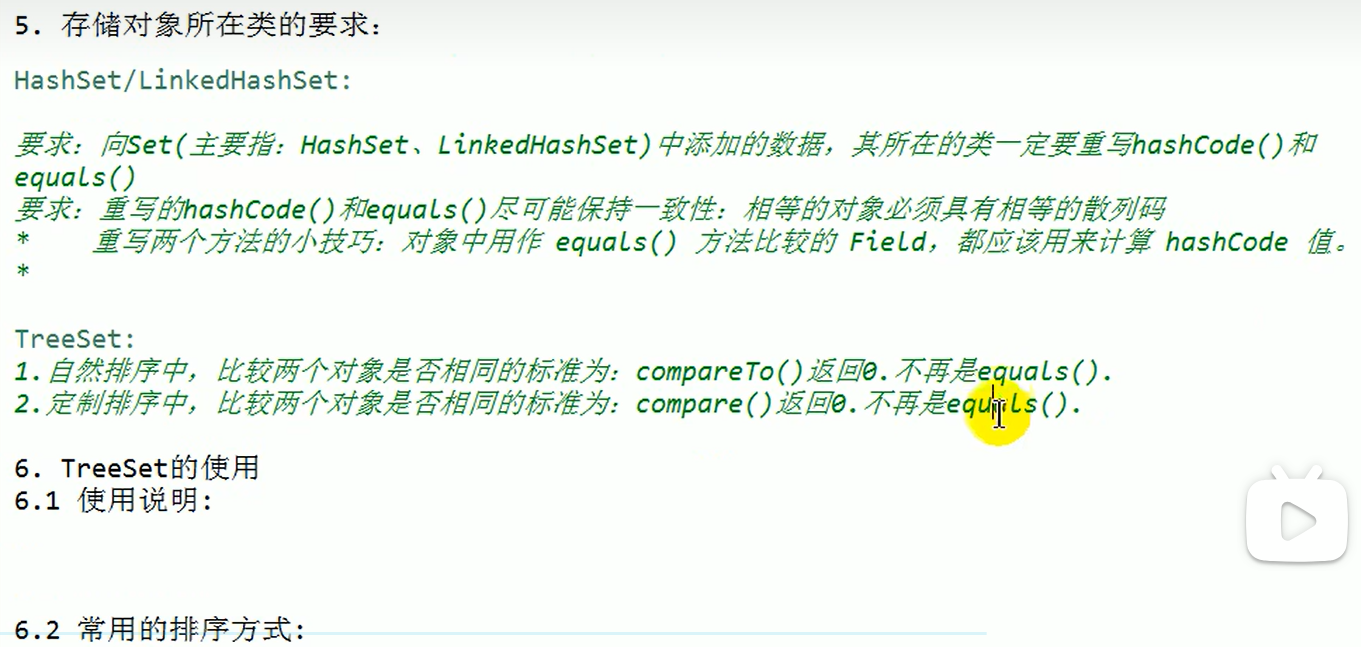 5. 存储对象所在类的要求:
HashSet/LinkedHashSet:
要求: 向Set(主要指: HashSet、LinkedHashSet)中添加的数据, 其所在的类一定要重写hashCode()和
equals()
要求: 重写的hashCode()和equals()尽可能保持一致性: 相等的对象必须具有相等的散列码
* 重写两个方法的小技巧: 对象中用作 equals() 方法比较的 Field, 都应该用来计算 hashCode 值。
*
TreeSet:
1.自然排序中, 比较两个对象是否相同的标准为: compareTo()返回0.不再是equals().
2.定制排序中, 比较两个对象是否相同的标准为: compare()返回0.不再是equals().
6. TreeSet的使用
6.1 使用说明:
6.2 常用的排序方式: